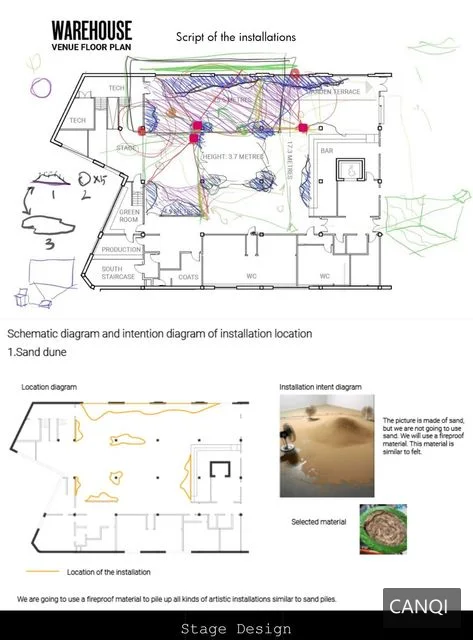 WAREHOUSE
VENUE FLOOR PLAN
Script of the installations
TECH
TECH
STAGE
GARDEN TERRACE
METRES
HEIGHT: 3.7 METRES
17.3 METRES
BAR
X15
1
2
3
GREEN
ROOM
PRODUCTION
SOUTH
STAIRCASE
COATS
WC
WC
Schematic diagram and intention diagram of installation location
1.Sand dune
Location diagram
Installation intent diagram
The picture is made of sand,
but we are not going to use
sand. We will use a fireproof
material. This material is
similar to felt.
Selected material
Location of the installation
We are going to use a fireproof material to pile up all kinds of artistic installations similar to sand piles.
CANQI
Stage Design